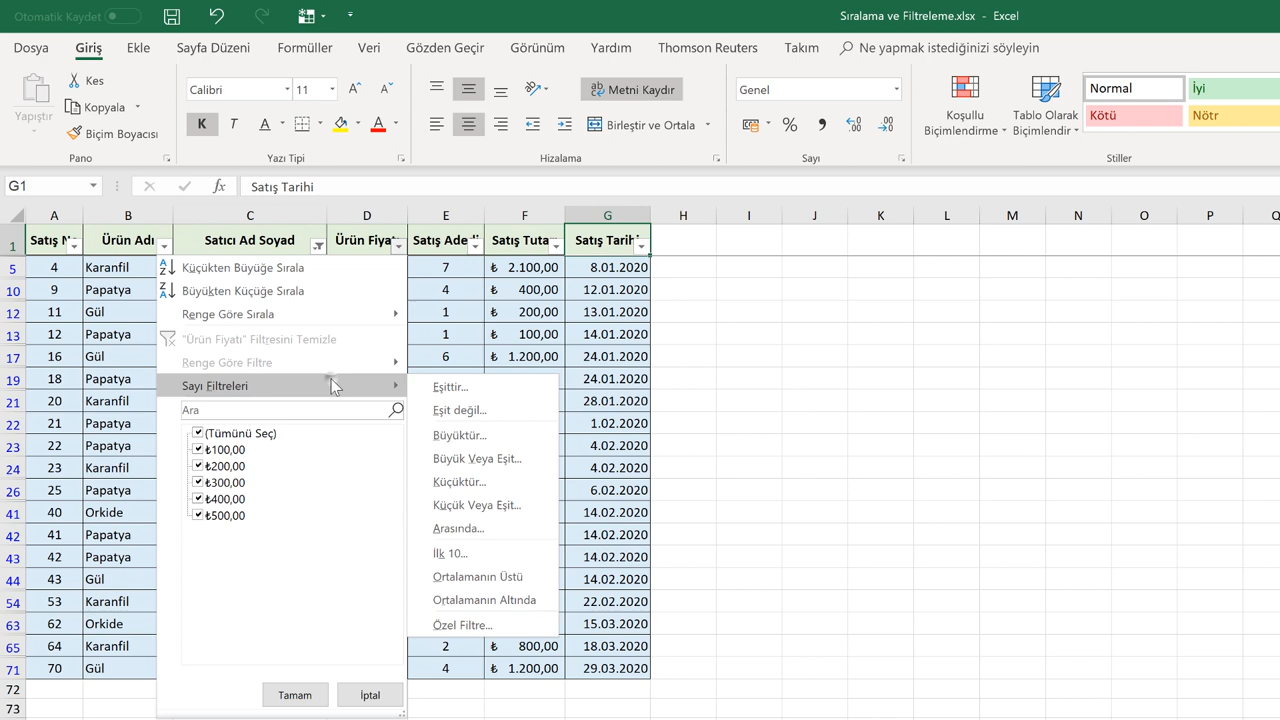 Otomatik Kaydet
Sıralama ve Filtreleme.xlsx - Excel
Dosya Giriş Ekle Sayfa Düzeni Formüller Veri Gözden Geçir Görünüm Yardım Thomson Reuters Takım Ne yapmak istediğinizi söyleyin
Yapıştır
Kes
Kopyala
Biçim Boyacısı
Pano
Calibri 11
K T A A
Yazı Tipi
Metni Kaydır
Birleştir ve Ortala
Hizalama
Genel
Sayı
Koşullu Biçimlendirme
Tablo Olarak Biçimlendir
Normal İyi
Kötü Nötr
Stiller
G1 fx Satış Tarihi
A B C D E F G H I J K L M N O P Q
1 Satış N Ürün Adı Satıcı Ad Soyad Ürün Fiyatı Satış Adedi Satış Tuta Satış Tarihi
5 4 Karanfil 7 ₺ 2.100,00 8.01.2020
10 9 Papatya 4 ₺ 400,00 12.01.2020
12 11 Gül 1 ₺ 200,00 13.01.2020
13 12 Papatya 1 ₺ 100,00 14.01.2020
17 16 Gül 6 ₺ 1.200,00 24.01.2020
19 18 Papatya 24.01.2020
21 20 Karanfil 28.01.2020
22 21 Papatya 1.02.2020
23 22 Papatya 4.02.2020
24 23 Karanfil 4.02.2020
26 25 Papatya 6.02.2020
41 40 Orkide 14.02.2020
42 41 Papatya 14.02.2020
43 42 Papatya 14.02.2020
44 43 Gül 14.02.2020
54 53 Karanfil 22.02.2020
63 62 Orkide 15.03.2020
65 64 Karanfil 2 ₺ 800,00 18.03.2020
71 70 Gül 4 ₺ 1.200,00 29.03.2020
72
73
Küçükten Büyüğe Sırala
Büyükten Küçüğe Sırala
Renge Göre Sırala
"Ürün Fiyatı" Filtresini Temizle
Renge Göre Filtre
Sayı Filtreleri
Ara
(Tümünü Seç)
₺100,00
₺200,00
₺300,00
₺400,00
₺500,00
Tamam İptal
Eşittir...
Eşit değil...
Büyüktür...
Büyük Veya Eşit...
Küçüktür...
Küçük Veya Eşit...
Arasında...
İlk 10...
Ortalamanın Üstü
Ortalamanın Altında
Özel Filtre...